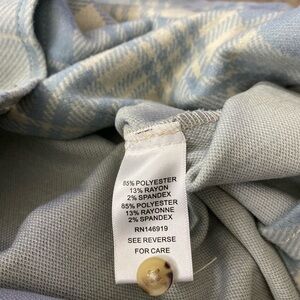 85% POLYESTER
13% RAYON
2% SPANDEX
85% POLYESTER
13% RAYONNE
2% SPANDEX
RN146919
SEE REVERSE
FOR CARE